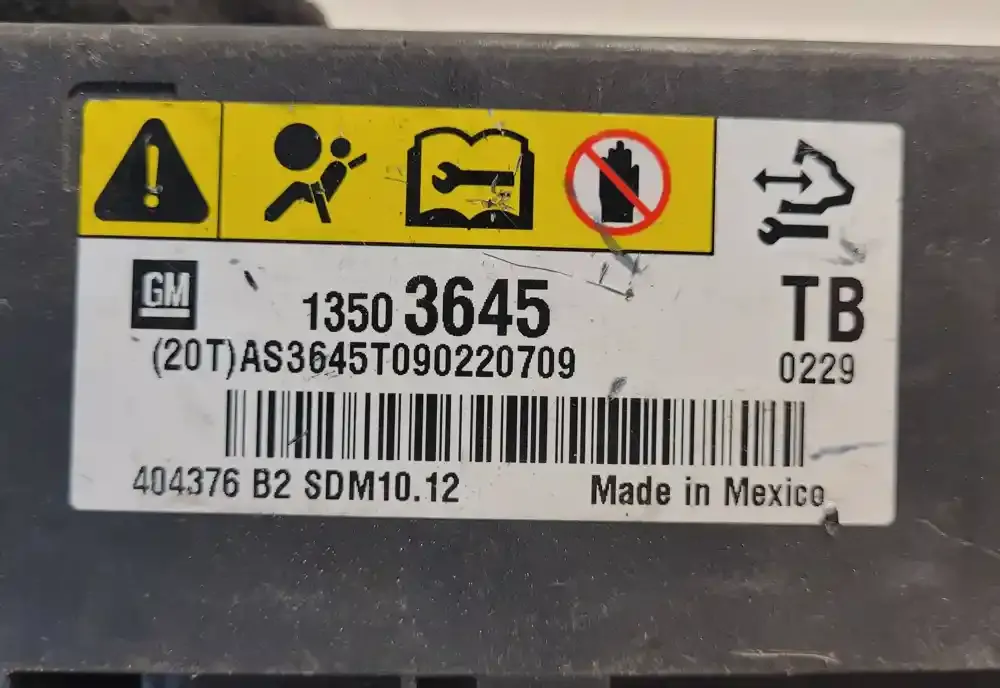 GM
1350 3645
TB
(20T)AS3645T090220709
0229
404376 B2 SDM10.12
Made in Mexico